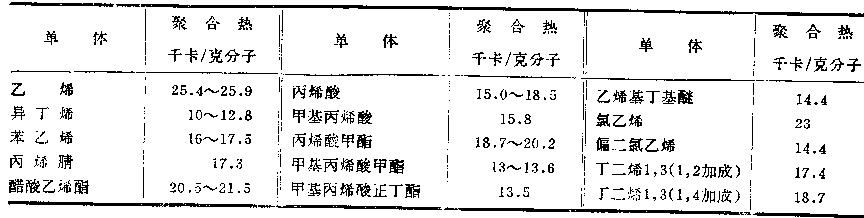 单 体 聚 合 热 千卡/克分子 单 体 聚 合 热 千卡/克分子 单 体 聚 合 热 千卡/克分子
乙 烯 25.4～25.9 丙烯酸 15.0～18.5 乙烯基丁基醚 14.4
异 丁 烯 10～12.8 甲基丙烯酸 15.8 氯乙烯 23
苯 乙 烯 16～17.5 丙烯酸甲酯 18.7～20.2 偏二氯乙烯 14.4
丙 烯 腈 17.3 甲基丙烯酸甲酯 13～13.6 丁二烯1,3(1,2加成) 17.4
醋酸乙烯酯 20.5～21.5 甲基丙烯酸正丁酯 13.5 丁二烯1,3(1,4加成) 18.7